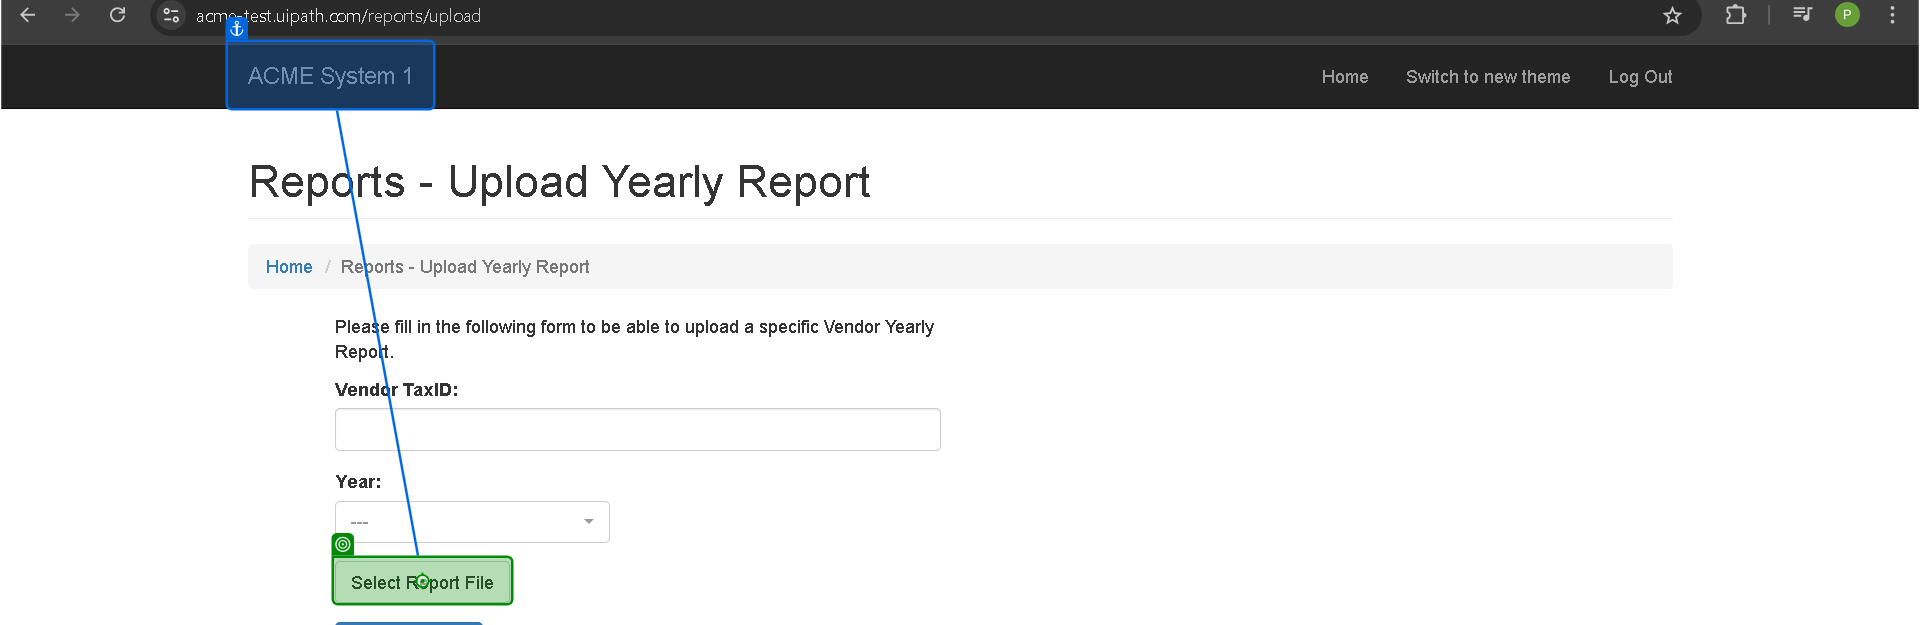 acme-test.uipath.com/reports/upload
P
ACME System 1
Home
Switch to new theme
Log Out
Reports - Upload Yearly Report
Home / Reports - Upload Yearly Report
Please fill in the following form to be able to upload a specific Vendor Yearly
Report.
Vendor TaxID:
Year:
---
Select Report File